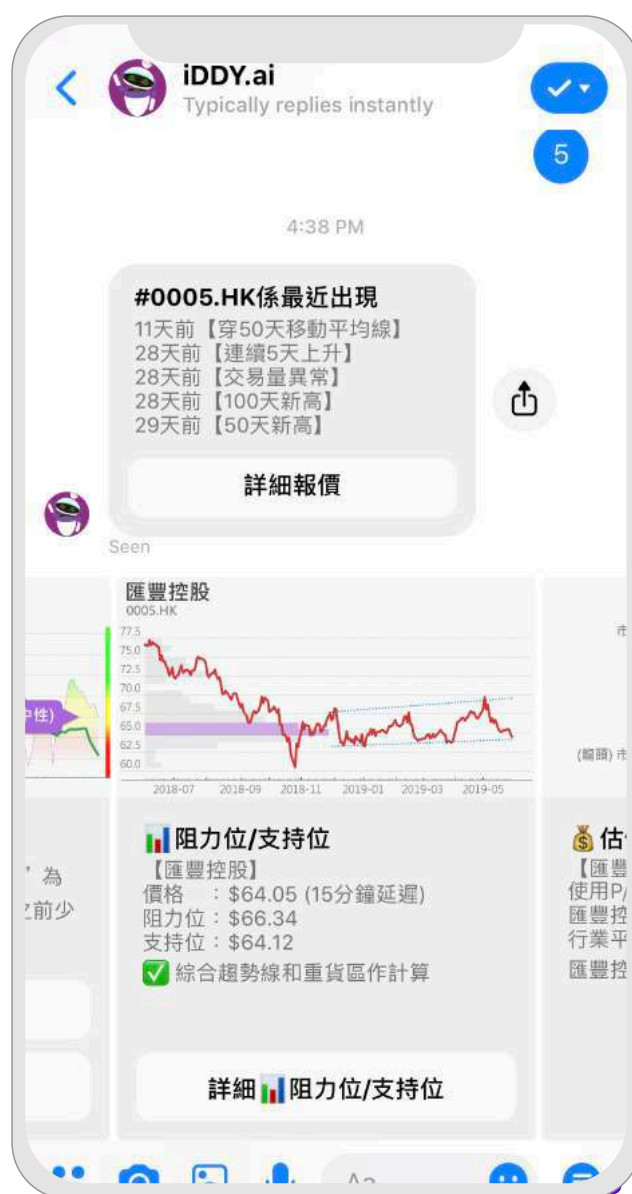 iDDY.ai
Typically replies instantly
5
4:38 PM
#0005.HK係最近出現
11天前【穿50天移動平均線】
28天前【連續5天上升】
28天前【交易量異常】
28天前【100天新高】
29天前【50天新高】
詳細報價
Seen
匯豐控股
0005.HK
77.5
75.0
72.5
70.0
67.5
65.0
62.5
60.0
2018-07 2018-09 2018-11 2019-01 2019-03 2019-05
性)
(龍頭) 市
📊阻力位/支持位
【匯豐控股】
價格 : $64.05 (15分鐘延遲)
阻力位：$66.34
支持位：$64.12
✅ 綜合趨勢線和重貨區作計算
詳細📊阻力位/支持位
為
前少
💰估
【匯豐
使用P/
匯豐控
行業平
匯豐控
Aa